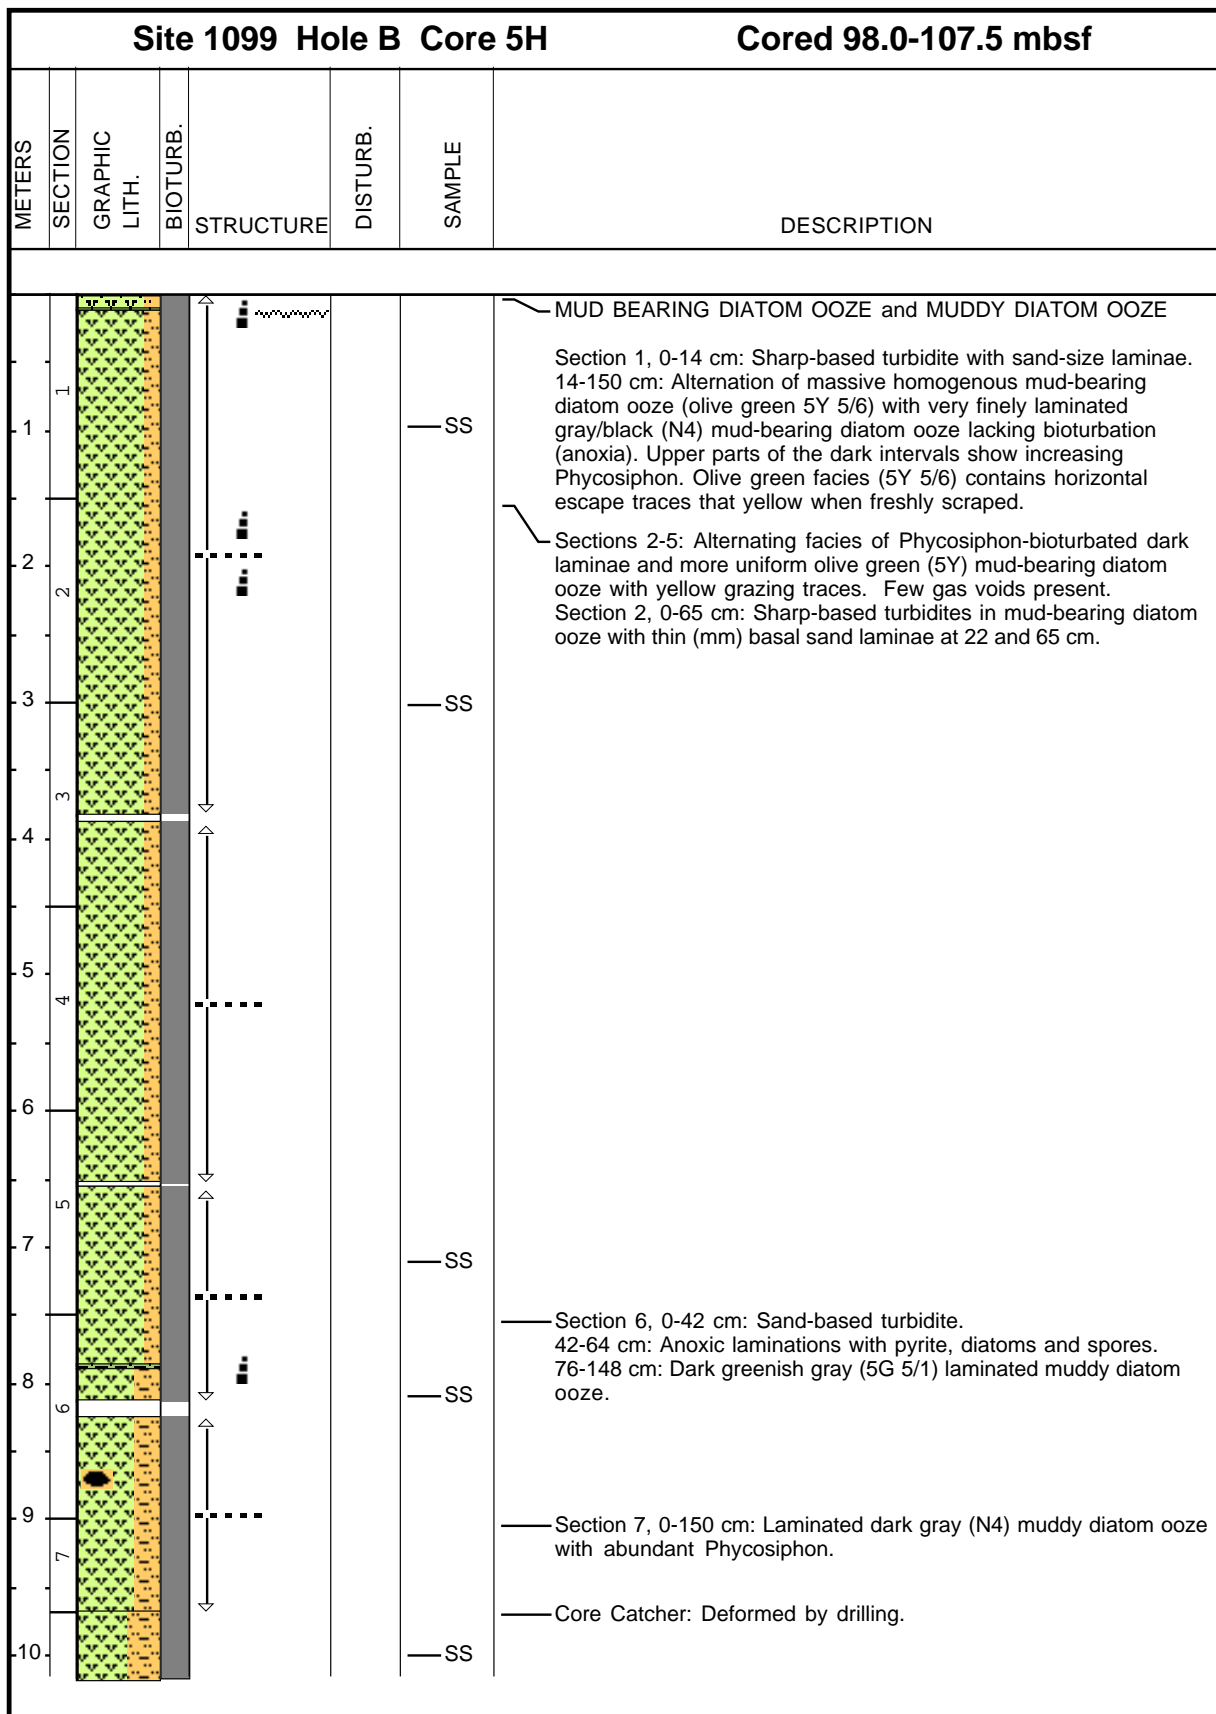 Site 1099 Hole B Core 5H Cored 98.0-107.5 mbsf
METERS
SECTION
GRAPHIC
LITH.
BIOTURB.
STRUCTURE
DISTURB.
SAMPLE
DESCRIPTION
MUD BEARING DIATOM OOZE and MUDDY DIATOM OOZE
Section 1, 0-14 cm: Sharp-based turbidite with sand-size laminae.
14-150 cm: Alternation of massive homogenous mud-bearing
diatom ooze (olive green 5Y 5/6) with very finely laminated
gray/black (N4) mud-bearing diatom ooze lacking bioturbation
(anoxia). Upper parts of the dark intervals show increasing
Phycosiphon. Olive green facies (5Y 5/6) contains horizontal
escape traces that yellow when freshly scraped.
Sections 2-5: Alternating facies of Phycosiphon-bioturbated dark
laminae and more uniform olive green (5Y) mud-bearing diatom
ooze with yellow grazing traces. Few gas voids present.
Section 2, 0-65 cm: Sharp-based turbidites in mud-bearing diatom
ooze with thin (mm) basal sand laminae at 22 and 65 cm.
1
1
SS
2
2
3
SS
3
4
5
4
6
5
7
SS
Section 6, 0-42 cm: Sand-based turbidite.
42-64 cm: Anoxic laminations with pyrite, diatoms and spores.
76-148 cm: Dark greenish gray (5G 5/1) laminated muddy diatom
ooze.
8
SS
6
9
Section 7, 0-150 cm: Laminated dark gray (N4) muddy diatom ooze
with abundant Phycosiphon.
7
Core Catcher: Deformed by drilling.
10
SS